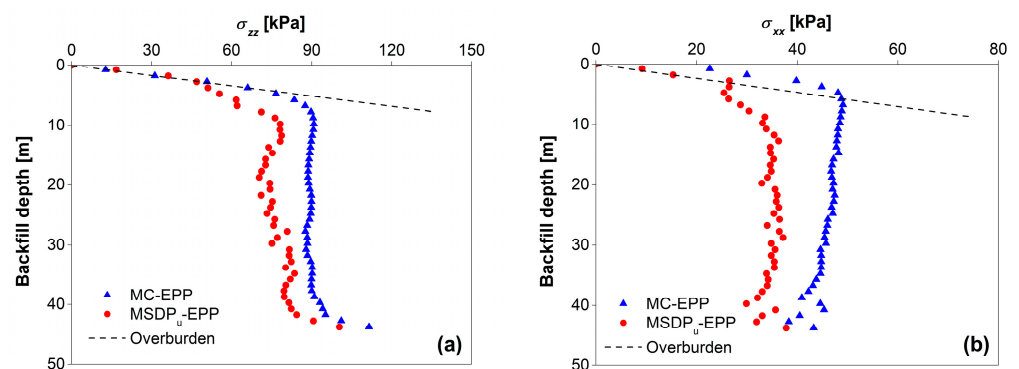 σzz [kPa]
0 30 60 90 120 150
0
10
20
30
40
50
Backfill depth [m]
MC-EPP
MSDPu-EPP
Overburden
(a)
σxx [kPa]
0 20 40 60 80
0
10
20
30
40
50
Backfill depth [m]
MC-EPP
MSDPu-EPP
Overburden
(b)